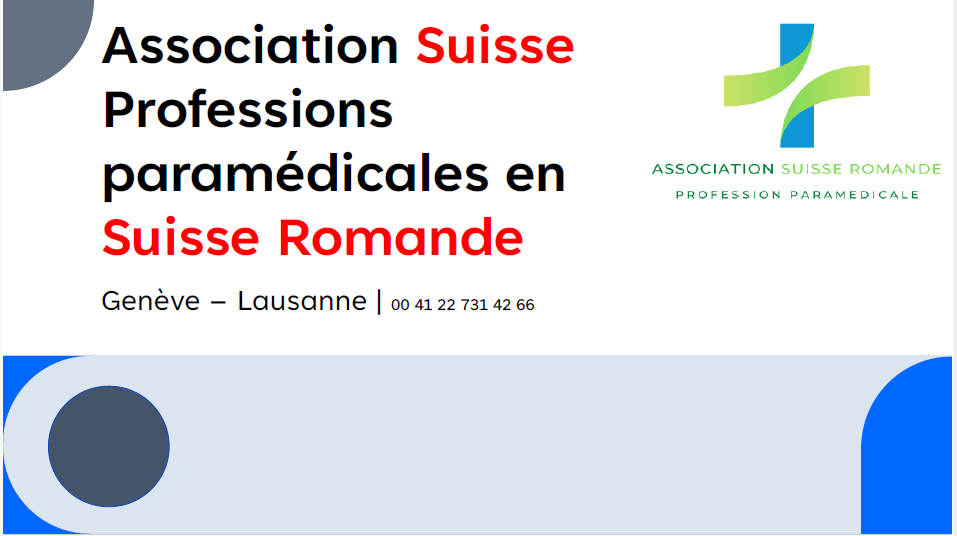 Association Suisse
Professions
paramédicales en
Suisse Romande
Genève – Lausanne | 00 41 22 731 42 66
ASSOCIATION SUISSE ROMANDE
PROFESSION PARAMEDICALE